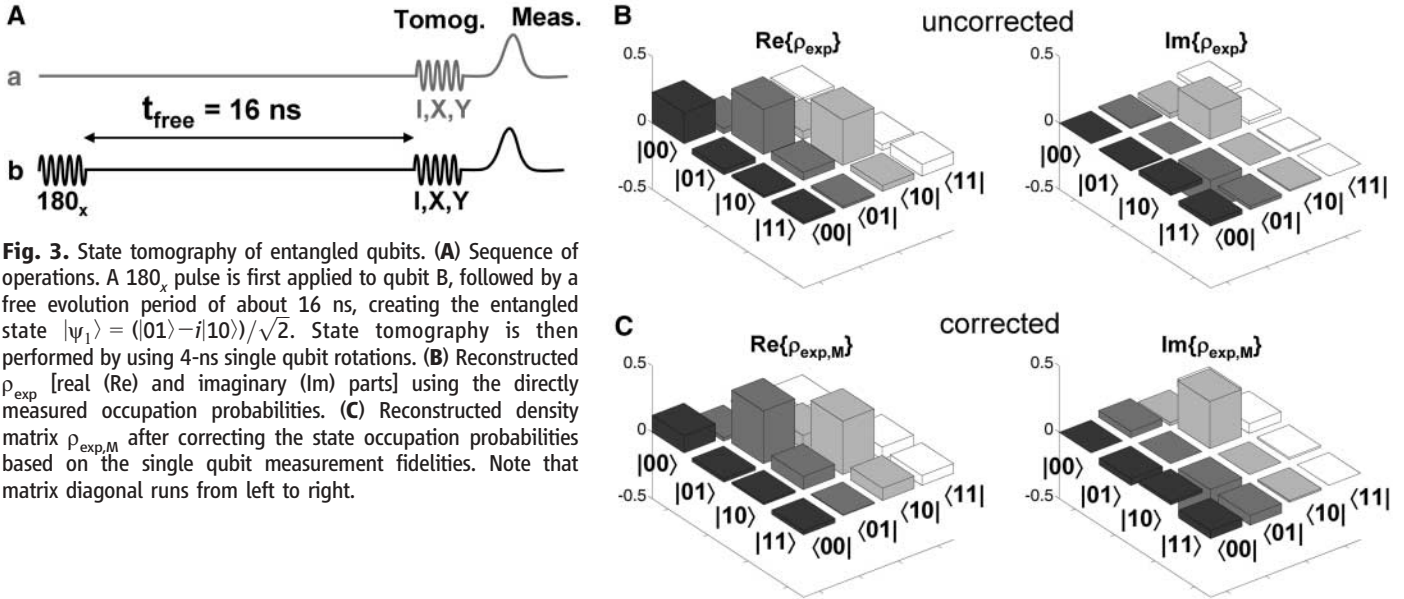 A
Tomog.
Meas.
a
I,X,Y
t_free = 16 ns
b
180_x
I,X,Y
Fig. 3. State tomography of entangled qubits. (A) Sequence of
operations. A 180_x pulse is first applied to qubit B, followed by a
free evolution period of about 16 ns, creating the entangled
state |ψ₁⟩ = (|01⟩−i|10⟩)/√2. State tomography is then
performed by using 4-ns single qubit rotations. (B) Reconstructed
ρ_exp [real (Re) and imaginary (Im) parts] using the directly
measured occupation probabilities. (C) Reconstructed density
matrix ρ_exp,M after correcting the state occupation probabilities
based on the single qubit measurement fidelities. Note that
matrix diagonal runs from left to right.
B
uncorrected
Re{ρ_exp}
0.5
0
-0.5
|00⟩
|01⟩
|10⟩
|11⟩
⟨00|
⟨01|
⟨10|
⟨11|
Im{ρ_exp}
0.5
0
-0.5
|00⟩
|01⟩
|10⟩
|11⟩
⟨00|
⟨01|
⟨10|
⟨11|
C
corrected
Re{ρ_exp,M}
0.5
0
-0.5
|00⟩
|01⟩
|10⟩
|11⟩
⟨00|
⟨01|
⟨10|
⟨11|
Im{ρ_exp,M}
0.5
0
-0.5
|00⟩
|01⟩
|10⟩
|11⟩
⟨00|
⟨01|
⟨10|
⟨11|